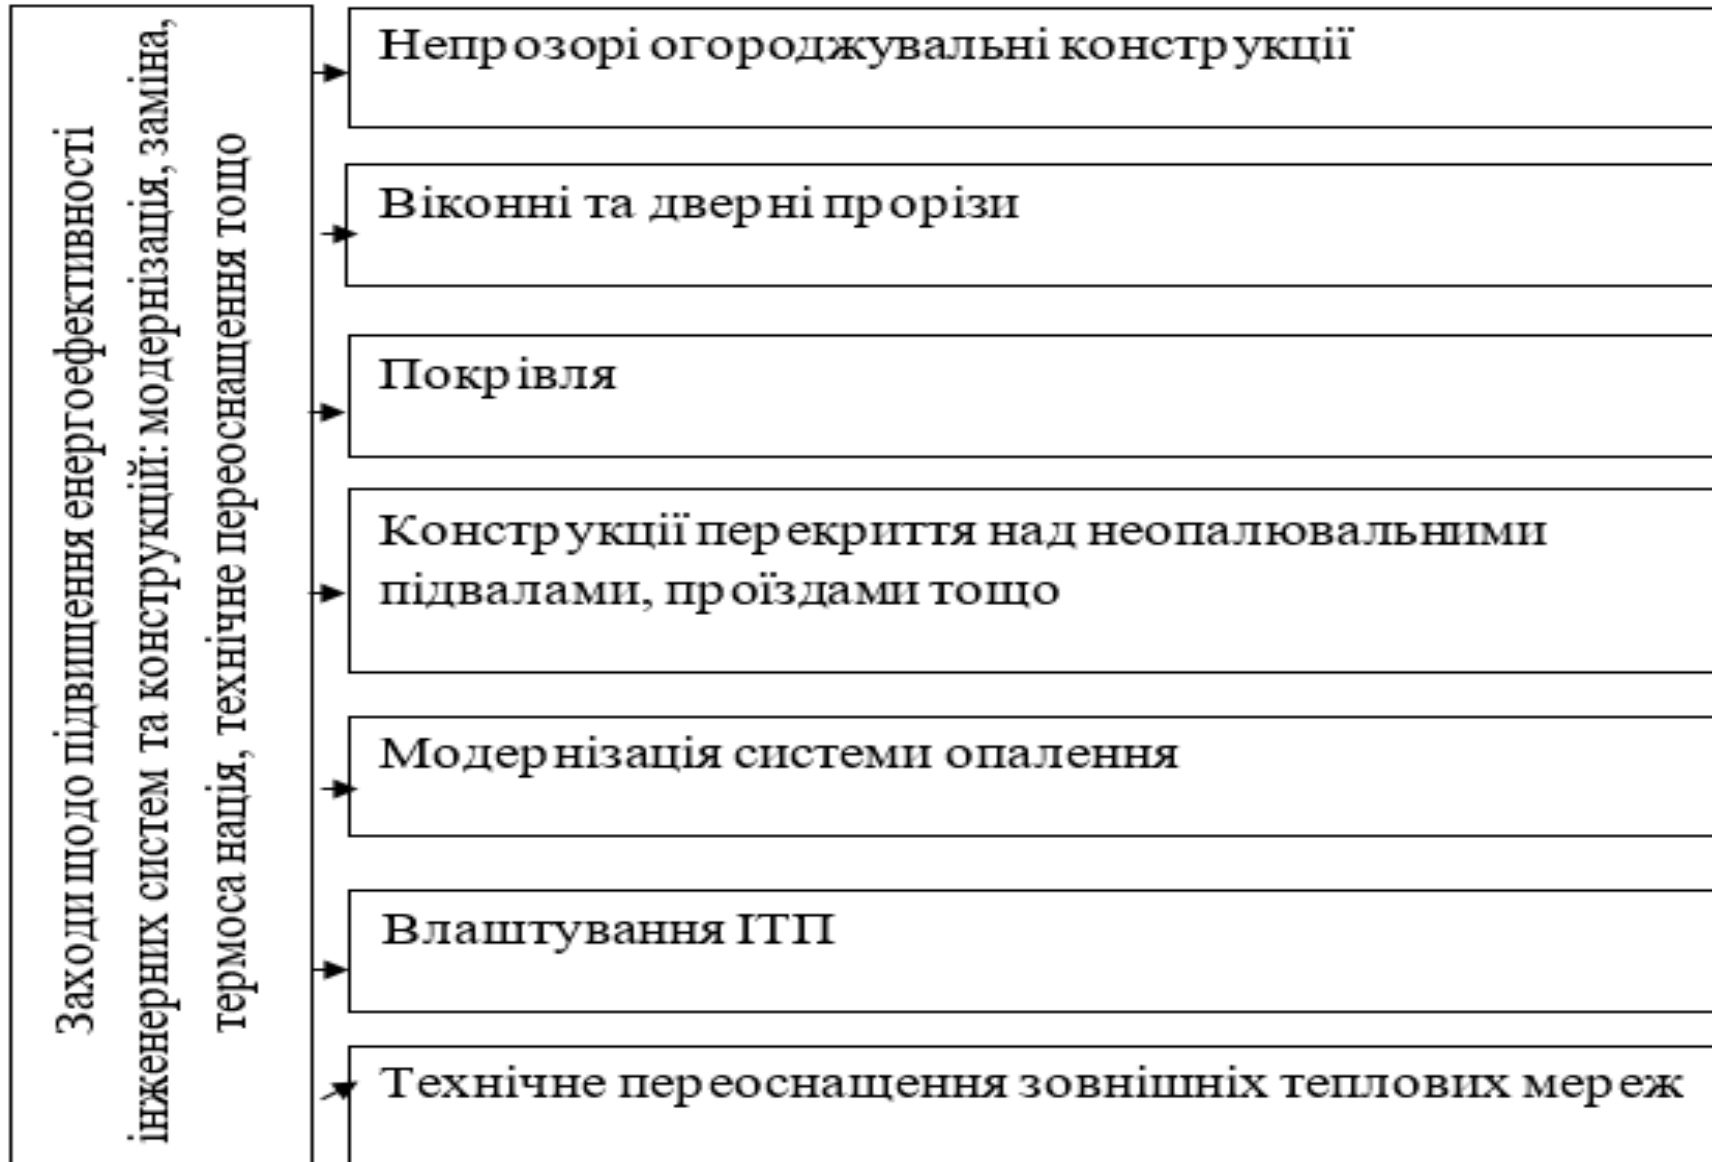 Заходи щодо підвищення енергоефективності
інженерних систем та конструкцій: модернізація, заміна,
термоса нація, технічне переоснащення тощо
Непрозорі огороджувальні конструкції
Віконні та дверні прорізи
Покрівля
Конструкції перекриття над неопалювальними
підвалами, проїздами тощо
Модернізація системи опалення
Влаштування ІТП
Технічне переоснащення зовнішніх теплових мереж